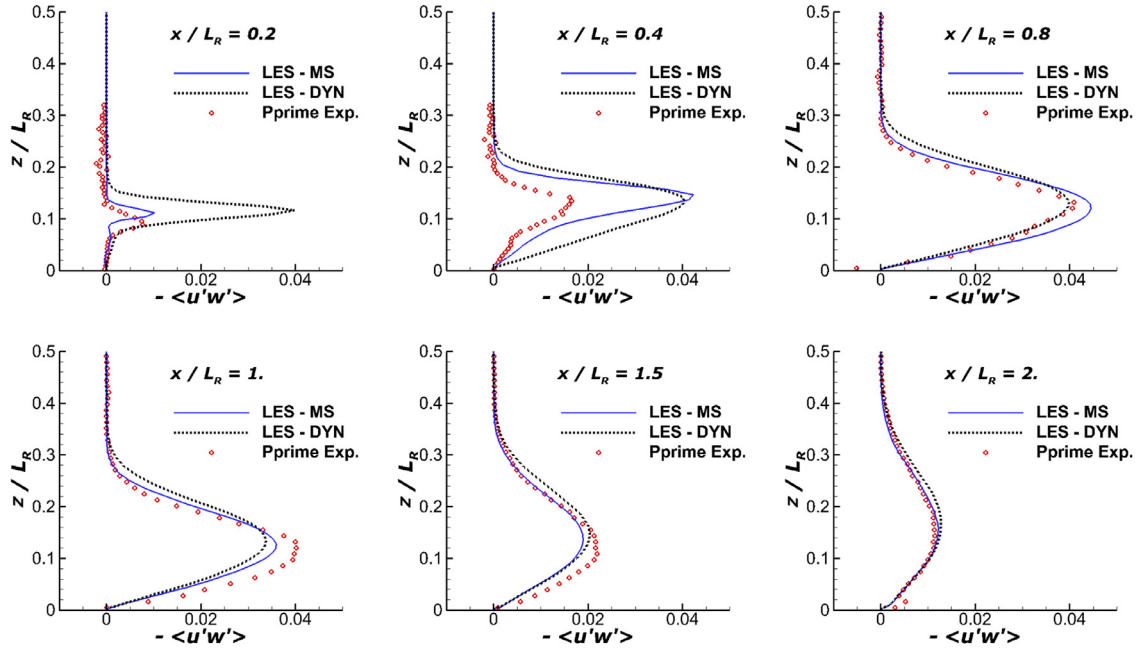 x / L_R = 0.2
LES - MS
LES - DYN
Pprime Exp.
z / L_R
0.5
0.4
0.3
0.2
0.1
0
0 0.02 0.04
- <u'w'>
x / L_R = 0.4
LES - MS
LES - DYN
Pprime Exp.
z / L_R
0.5
0.4
0.3
0.2
0.1
0
0 0.02 0.04
- <u'w'>
x / L_R = 0.8
LES - MS
LES - DYN
Pprime Exp.
z / L_R
0.5
0.4
0.3
0.2
0.1
0
0 0.02 0.04
- <u'w'>
x / L_R = 1.
LES - MS
LES - DYN
Pprime Exp.
z / L_R
0.5
0.4
0.3
0.2
0.1
0
0 0.02 0.04
- <u'w'>
x / L_R = 1.5
LES - MS
LES - DYN
Pprime Exp.
z / L_R
0.5
0.4
0.3
0.2
0.1
0
0 0.02 0.04
- <u'w'>
x / L_R = 2.
LES - MS
LES - DYN
Pprime Exp.
z / L_R
0.5
0.4
0.3
0.2
0.1
0
0 0.02 0.04
- <u'w'>